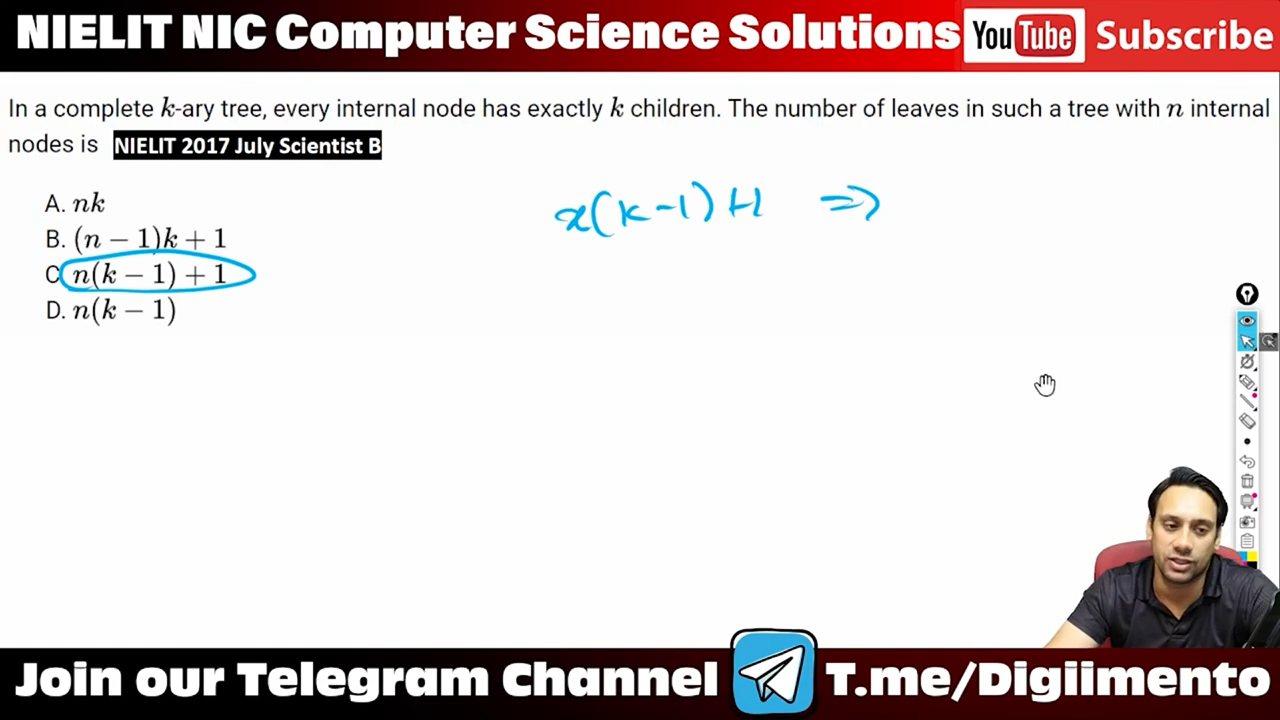 NIELIT NIC Computer Science Solutions YouTube Subscribe
In a complete k-ary tree, every internal node has exactly k children. The number of leaves in such a tree with n internal
nodes is NIELIT 2017 July Scientist B
A. nk
B. (n − 1)k + 1
C n(k − 1) + 1
D. n(k − 1)
x(k-1)+1 ⇒
Join our Telegram Channel T.me/Digiimento